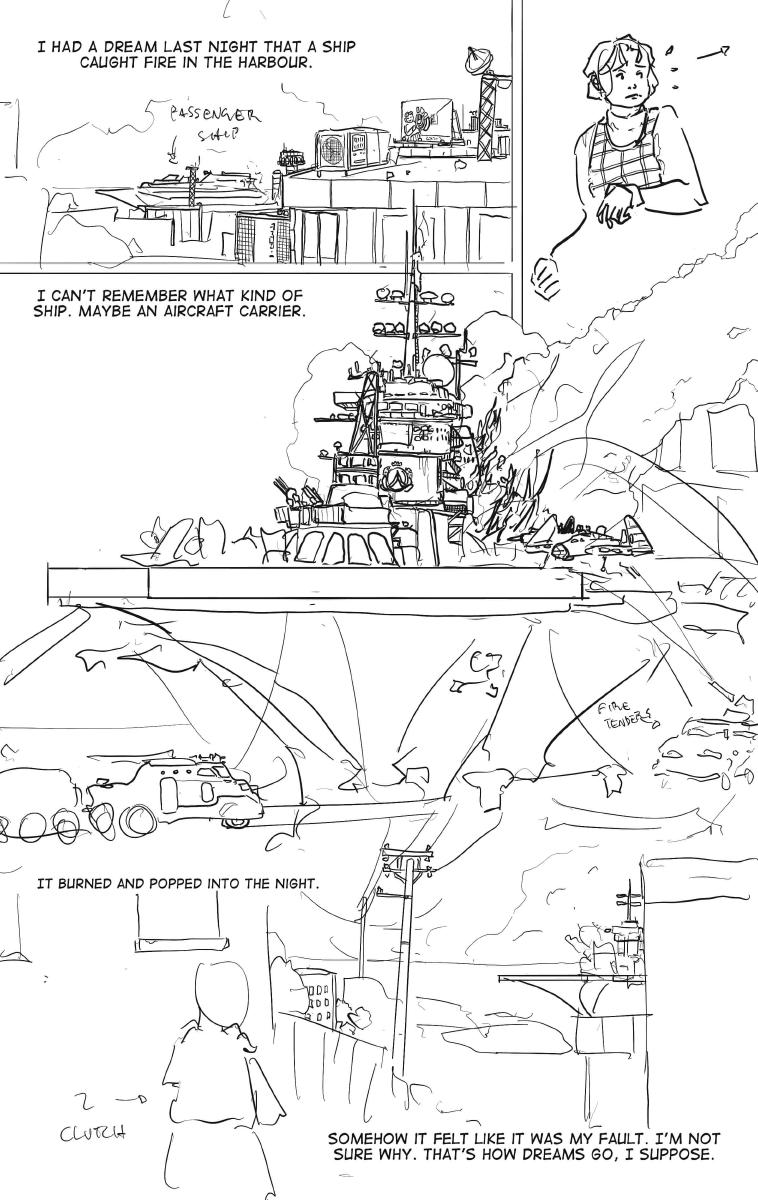 I HAD A DREAM LAST NIGHT THAT A SHIP
CAUGHT FIRE IN THE HARBOUR.
PASSENGER
SHIP
I CAN'T REMEMBER WHAT KIND OF
SHIP. MAYBE AN AIRCRAFT CARRIER.
FIRE
TENDERS
IT BURNED AND POPPED INTO THE NIGHT.
CLUTCH
SOMEHOW IT FELT LIKE IT WAS MY FAULT. I'M NOT
SURE WHY. THAT'S HOW DREAMS GO, I SUPPOSE.